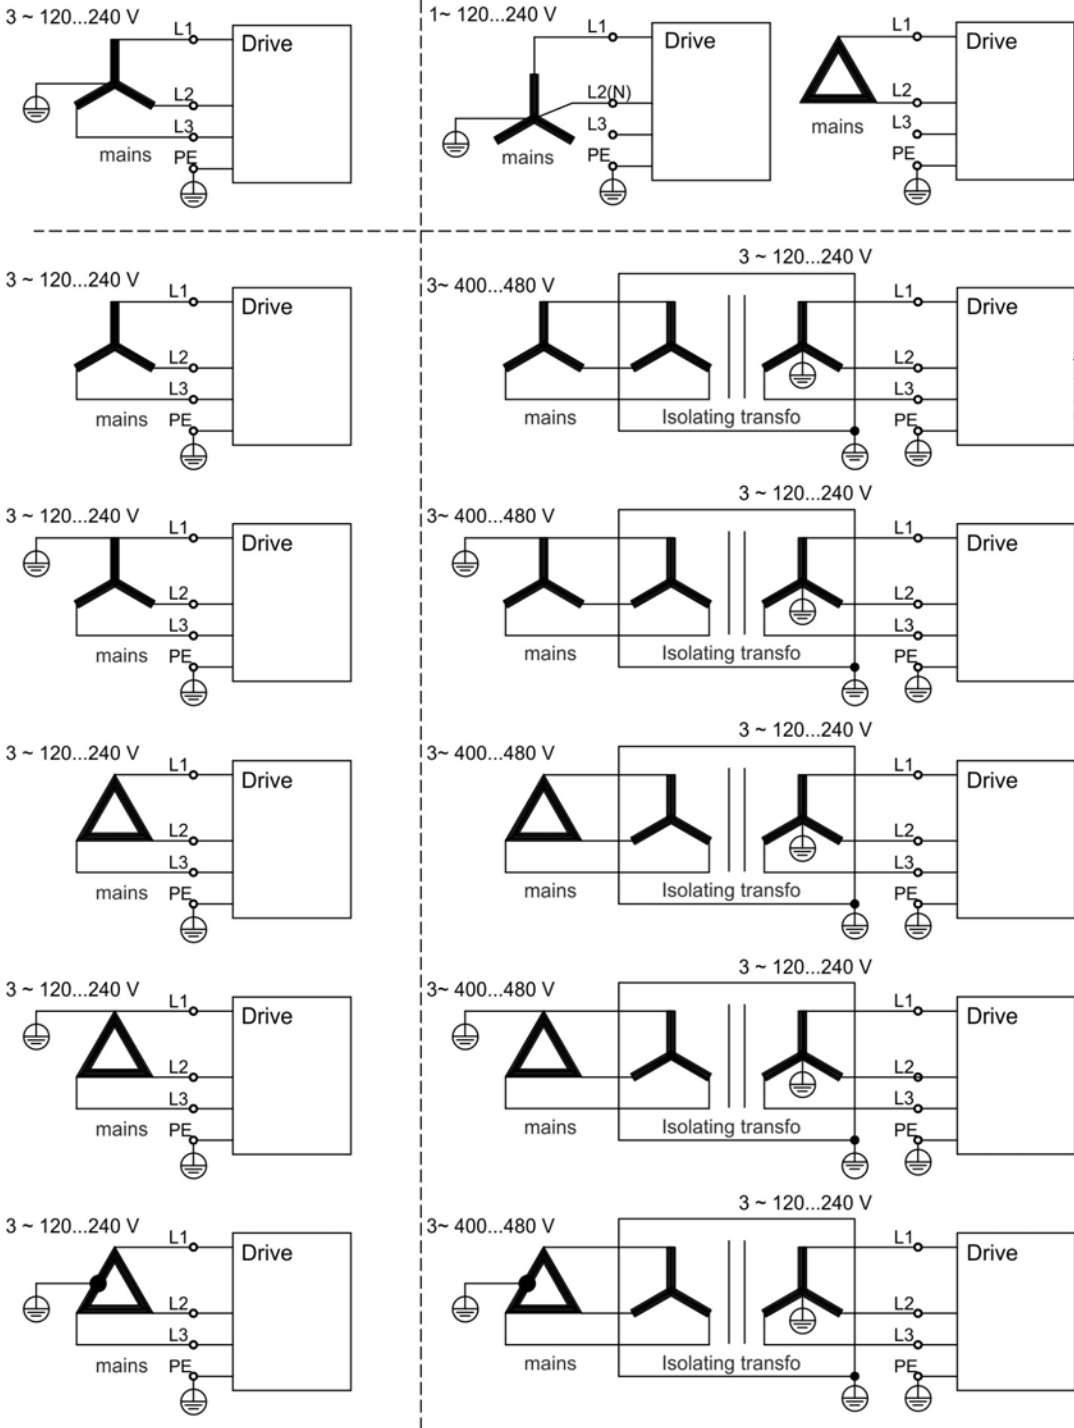 3 ~ 120...240 V
L1
Drive
L2
L3
mains
PE
1~ 120...240 V
L1
Drive
L2(N)
L3
mains
PE
L1
Drive
L2
mains
L3
PE
3 ~ 120...240 V
L1
Drive
L2
L3
mains
PE
3 ~ 120...240 V
3~ 400...480 V
L1
Drive
L2
L3
mains
Isolating transfo
PE
3 ~ 120...240 V
L1
Drive
L2
L3
mains
PE
3 ~ 120...240 V
3~ 400...480 V
L1
Drive
L2
L3
mains
Isolating transfo
PE
3 ~ 120...240 V
L1
Drive
L2
L3
mains
PE
3 ~ 120...240 V
3~ 400...480 V
L1
Drive
L2
L3
mains
Isolating transfo
PE
3 ~ 120...240 V
L1
Drive
L2
L3
mains
PE
3 ~ 120...240 V
3~ 400...480 V
L1
Drive
L2
L3
mains
Isolating transfo
PE
3 ~ 120...240 V
L1
Drive
L2
L3
mains
PE
3 ~ 120...240 V
3~ 400...480 V
L1
Drive
L2
L3
mains
Isolating transfo
PE